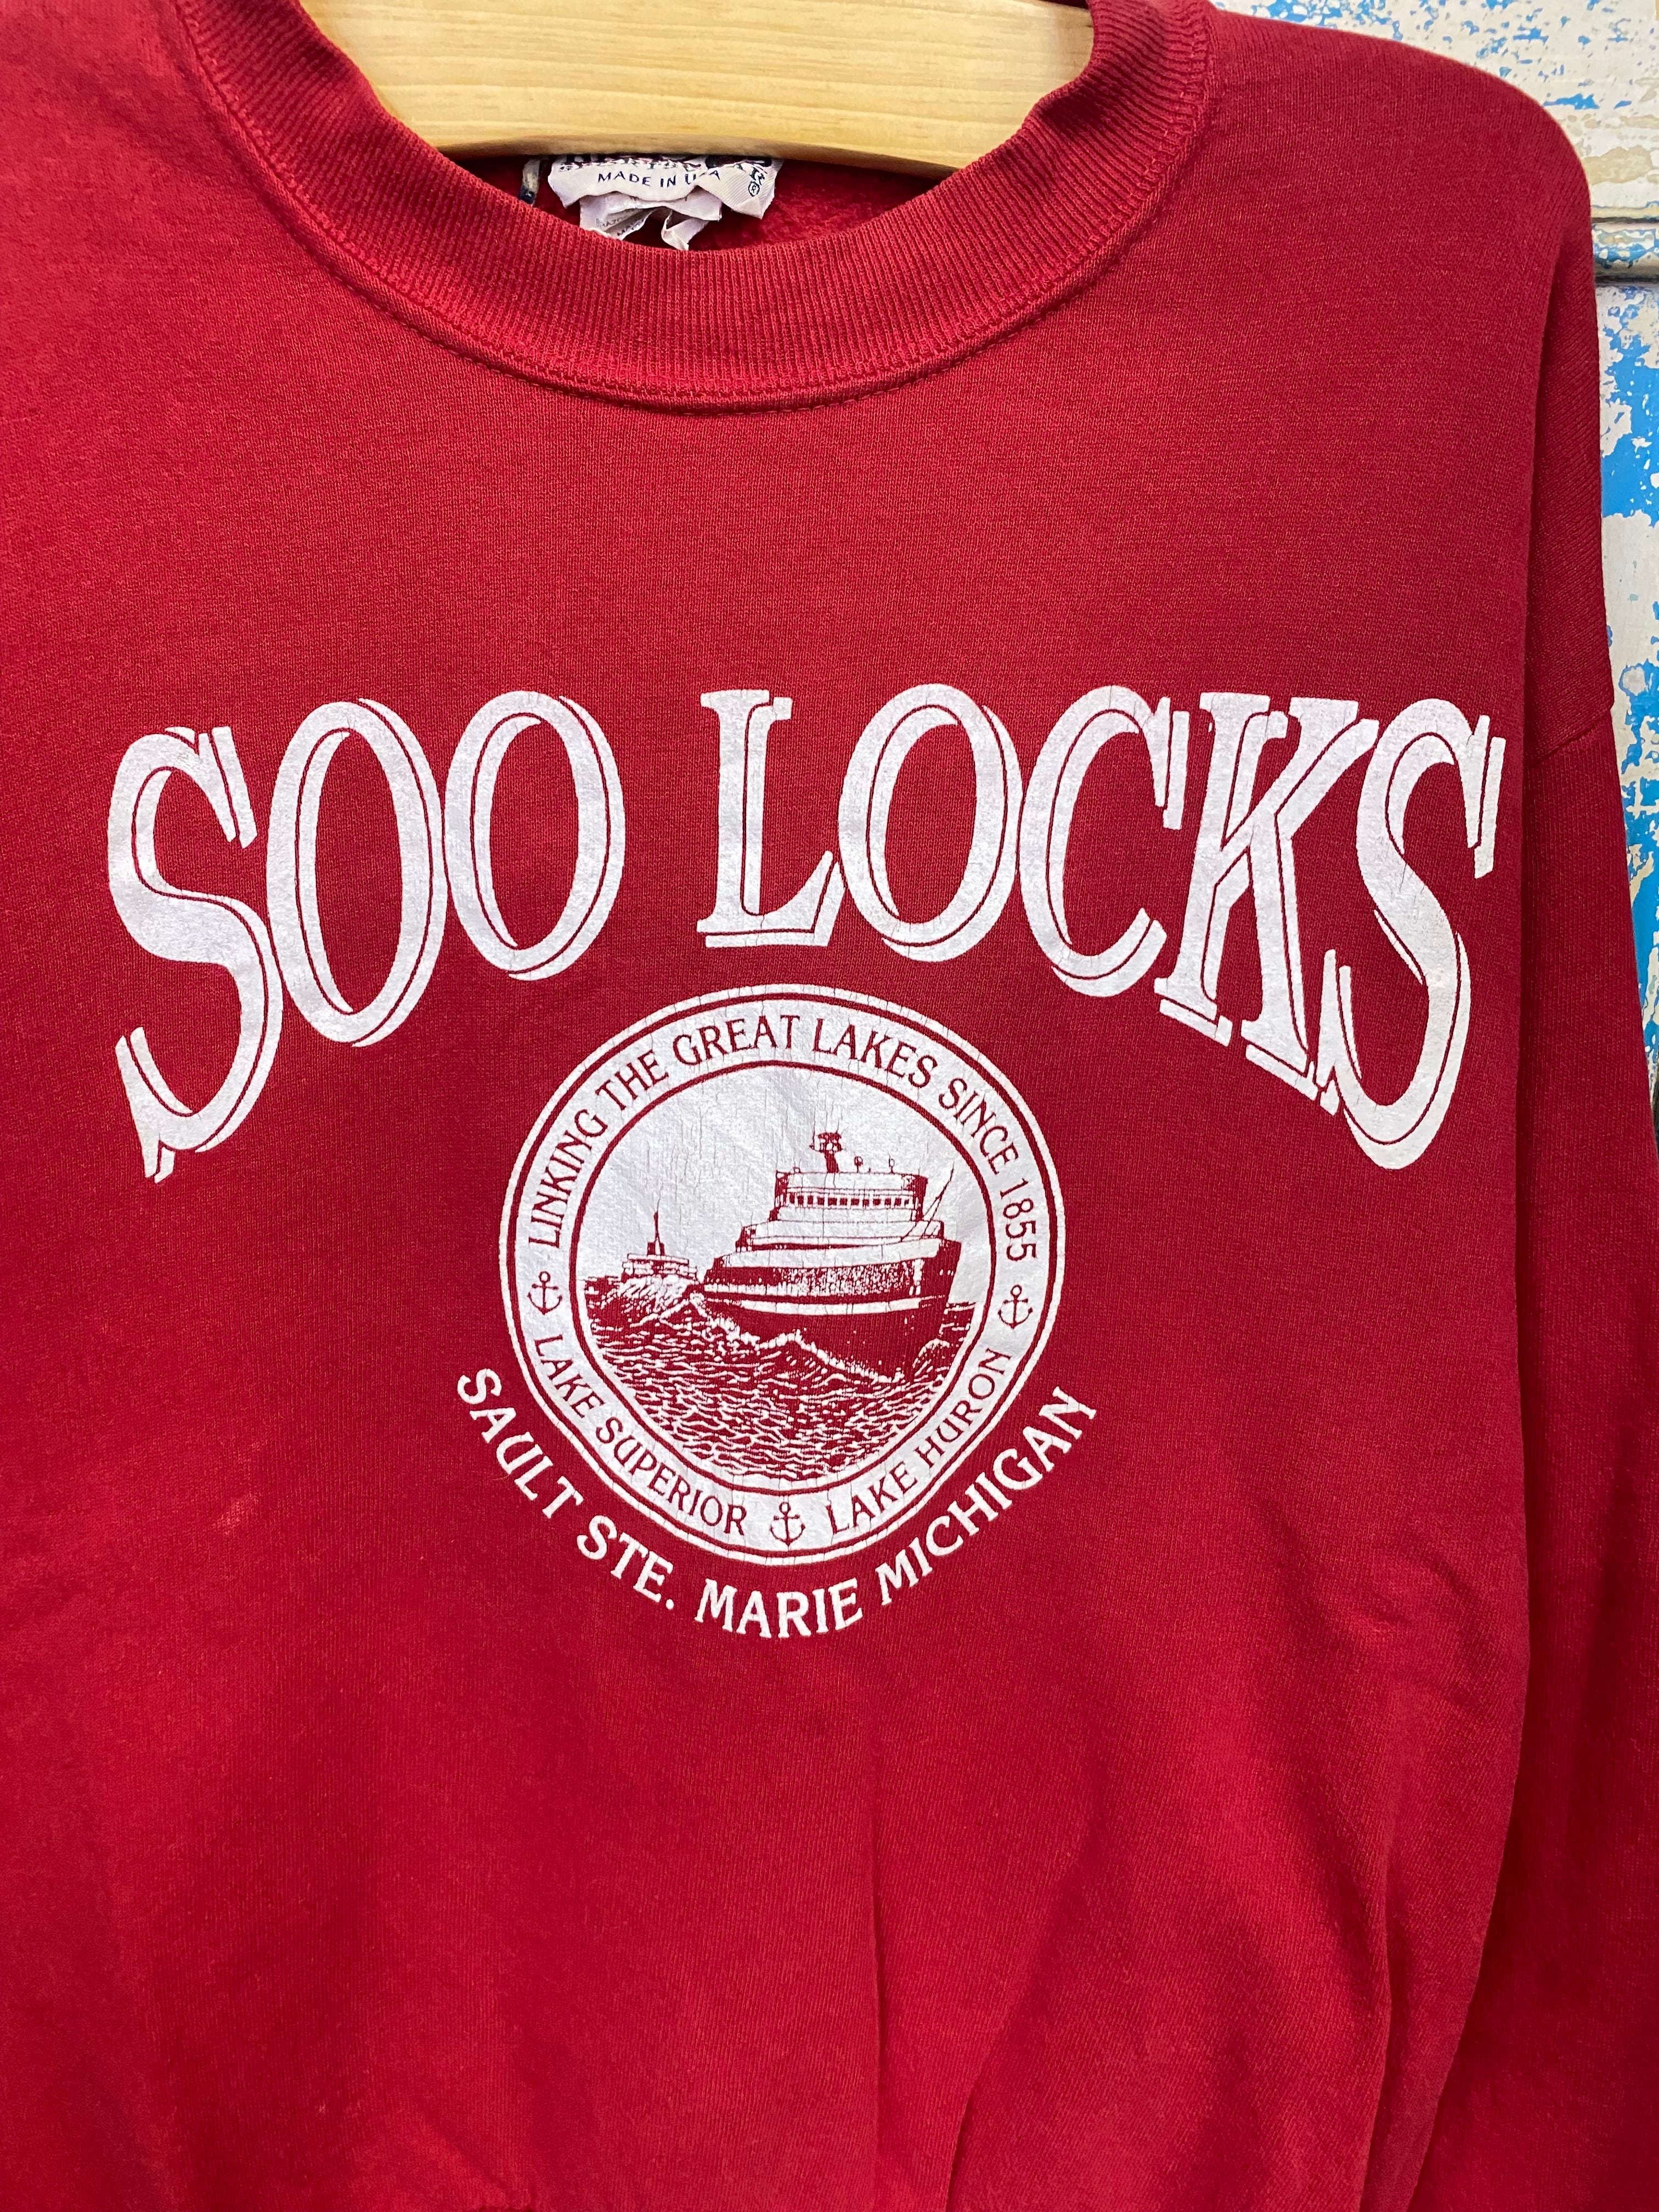 MADE IN USA
SOO LOCKS
LINKING THE GREAT LAKES SINCE 1855
LAKE SUPERIOR
LAKE HURON
SAULT STE. MARIE MICHIGAN